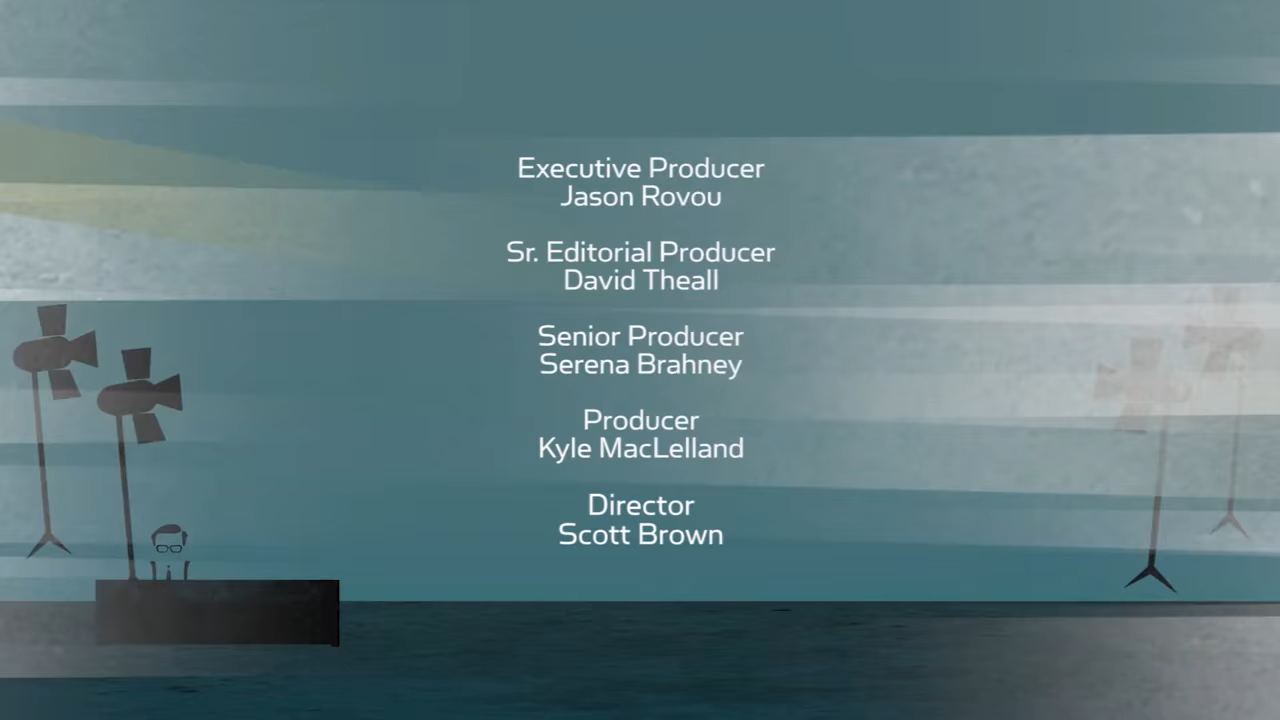 Executive Producer
Jason Rovou
Sr. Editorial Producer
David Theall
Senior Producer
Serena Brahney
Producer
Kyle MacLelland
Director
Scott Brown